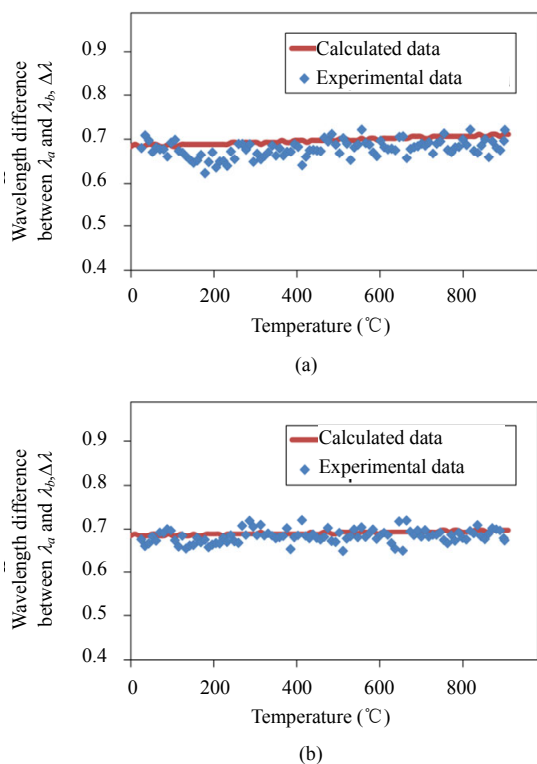 0.9
0.8
0.7
0.6
0.5
0.4
Wavelength difference
between λa and λb, Δλ
Calculated data
Experimental data
0 200 400 600 800
Temperature (℃)
(a)
0.9
0.8
0.7
0.6
0.5
0.4
Wavelength difference
between λa and λb,Δλ
Calculated data
Experimental data
0 200 400 600 800
Temperature (℃)
(b)